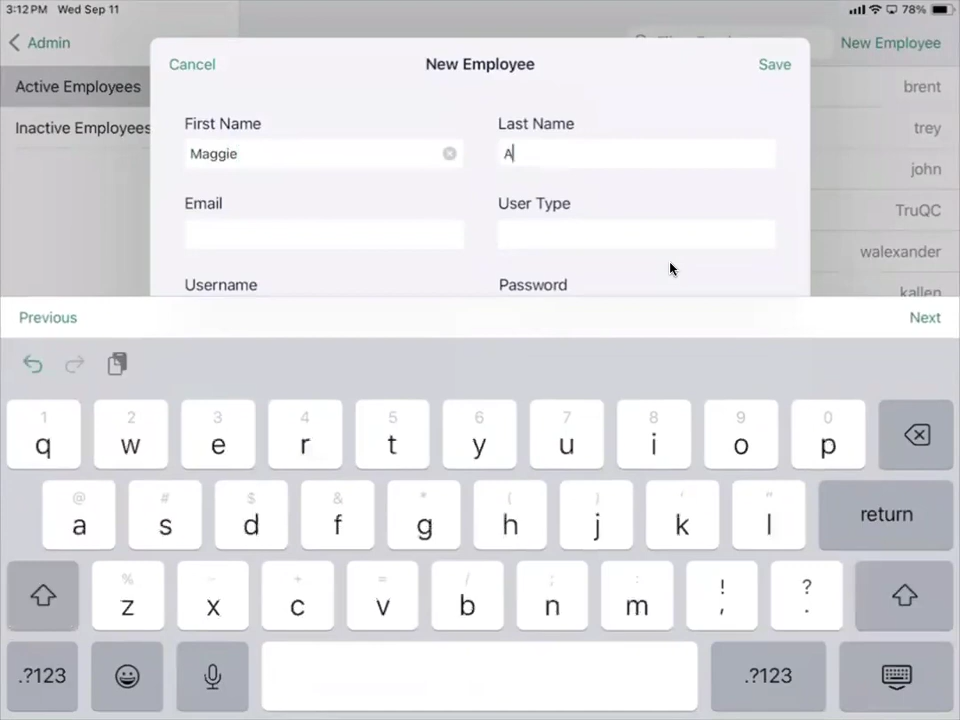 3:12 PM Wed Sep 11
78%
Admin
New Employee
Active Employees
Inactive Employees
brent
trey
john
TruQC
walexander
kallen
Cancel
New Employee
Save
First Name
Last Name
Maggie
A
Email
User Type
Username
Password
Previous
Next
1 2 3 4 5 6 7 8 9 0
q w e r t y u i o p
@ # $ & * ( ) ' "
a s d f g h j k l
return
% - + = / ; : ! ?
z x c v b n m , .
.?123
.?123